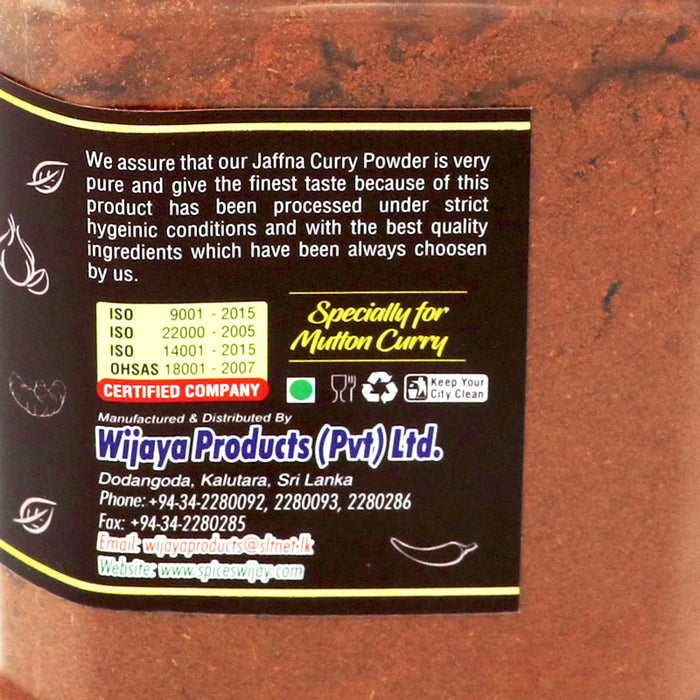 We assure that our Jaffna Curry Powder is very
pure and give the finest taste because of this
product has been processed under strict
hygeinic conditions and with the best quality
ingredients which have been always choosen
by us.
ISO 9001 - 2015
ISO 22000 - 2005
ISO 14001 - 2015
OHSAS 18001 - 2007
CERTIFIED COMPANY
Specially for
Mutton Curry
Keep Your
City Clean
Manufactured & Distributed By
Wijaya Products (Pvt) Ltd.
Dodangoda, Kalutara, Sri Lanka
Phone: +94-34-2280092, 2280093, 2280286
Fax: +94-34-2280285
Email: wijayaproducts@sltnet.lk
Website: www.spiceswijay.com